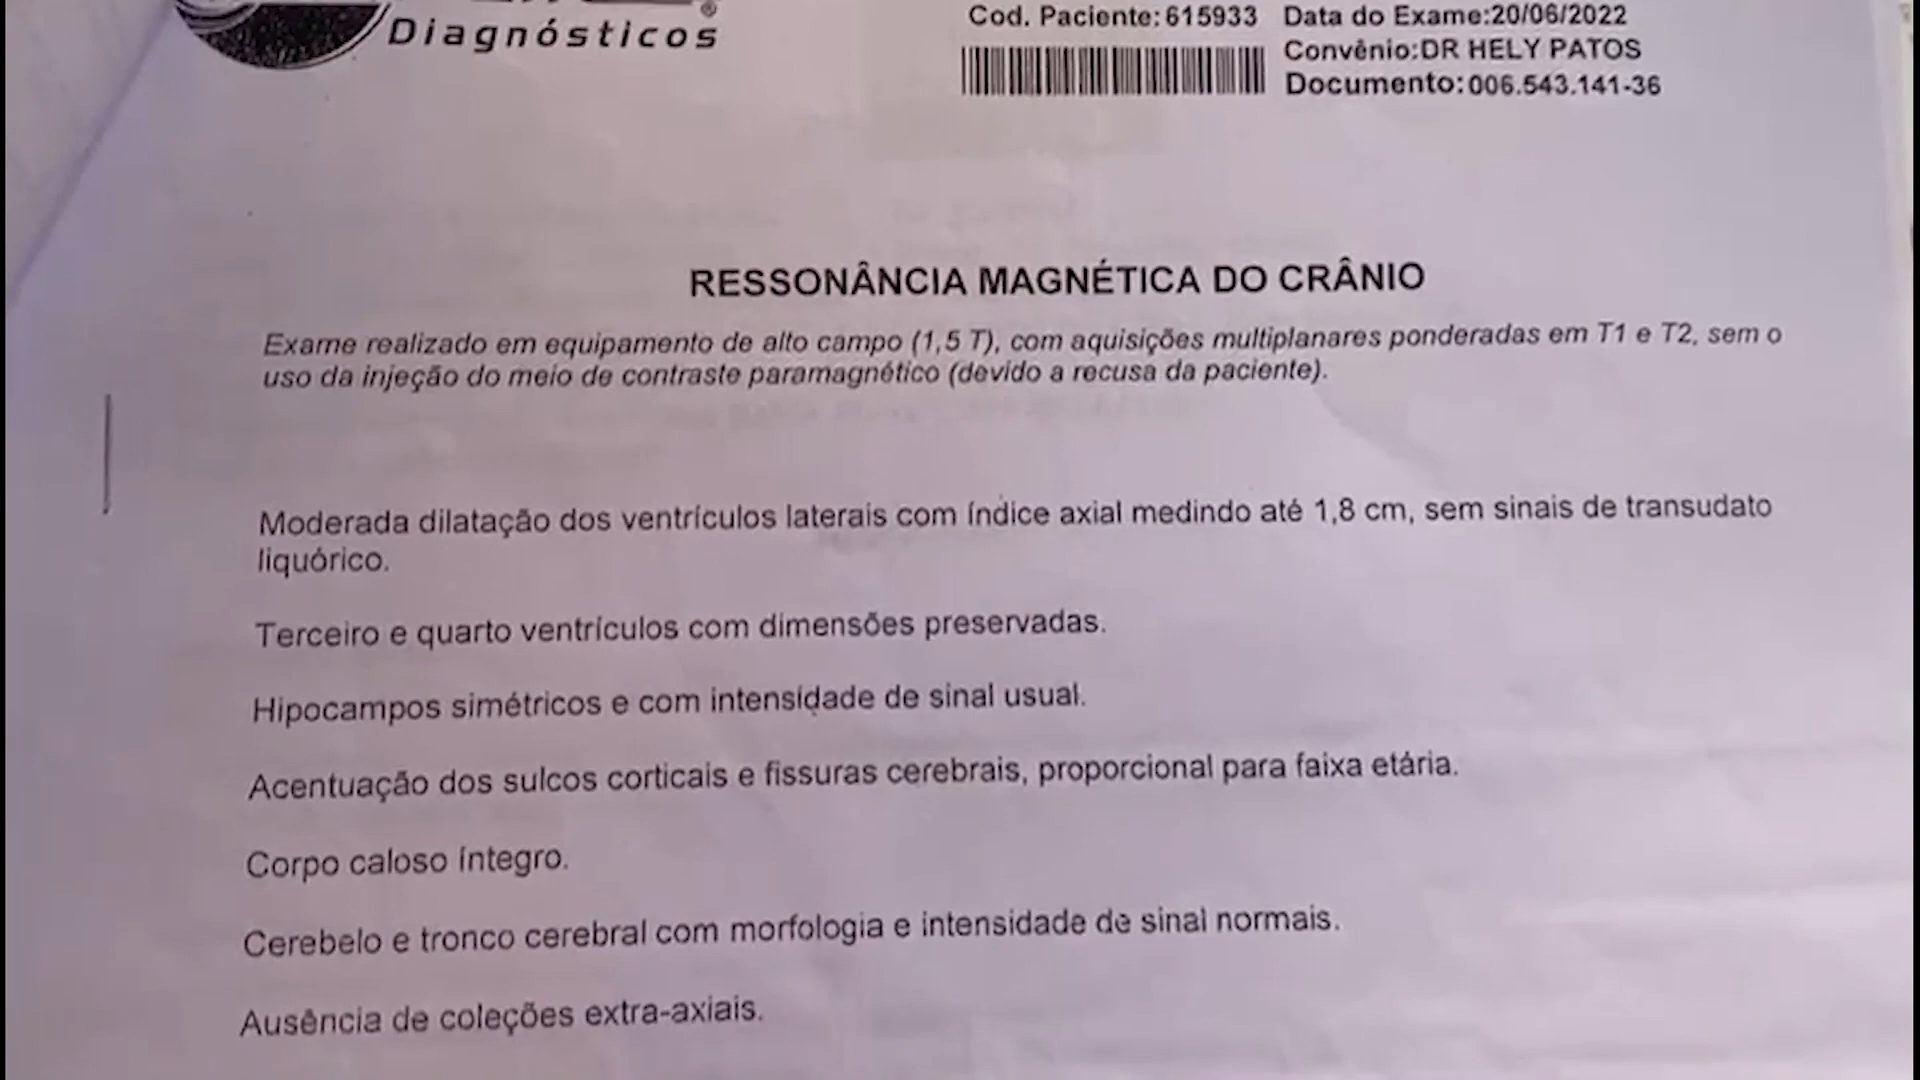 Diagnósticos ®
Cod. Paciente: 615933 Data do Exame:20/06/2022
Convênio:DR HELY PATOS
Documento:006.543.141-36
RESSONÂNCIA MAGNÉTICA DO CRÂNIO
Exame realizado em equipamento de alto campo (1,5 T), com aquisições multiplanares ponderadas em T1 e T2, sem o
uso da injeção do meio de contraste paramagnético (devido a recusa da paciente).
Moderada dilatação dos ventrículos laterais com índice axial medindo até 1,8 cm, sem sinais de transudato
liquórico.
Terceiro e quarto ventrículos com dimensões preservadas.
Hipocampos simétricos e com intensidade de sinal usual.
Acentuação dos sulcos corticais e fissuras cerebrais, proporcional para faixa etária.
Corpo caloso íntegro.
Cerebelo e tronco cerebral com morfologia e intensidade de sinal normais.
Ausência de coleções extra-axiais.